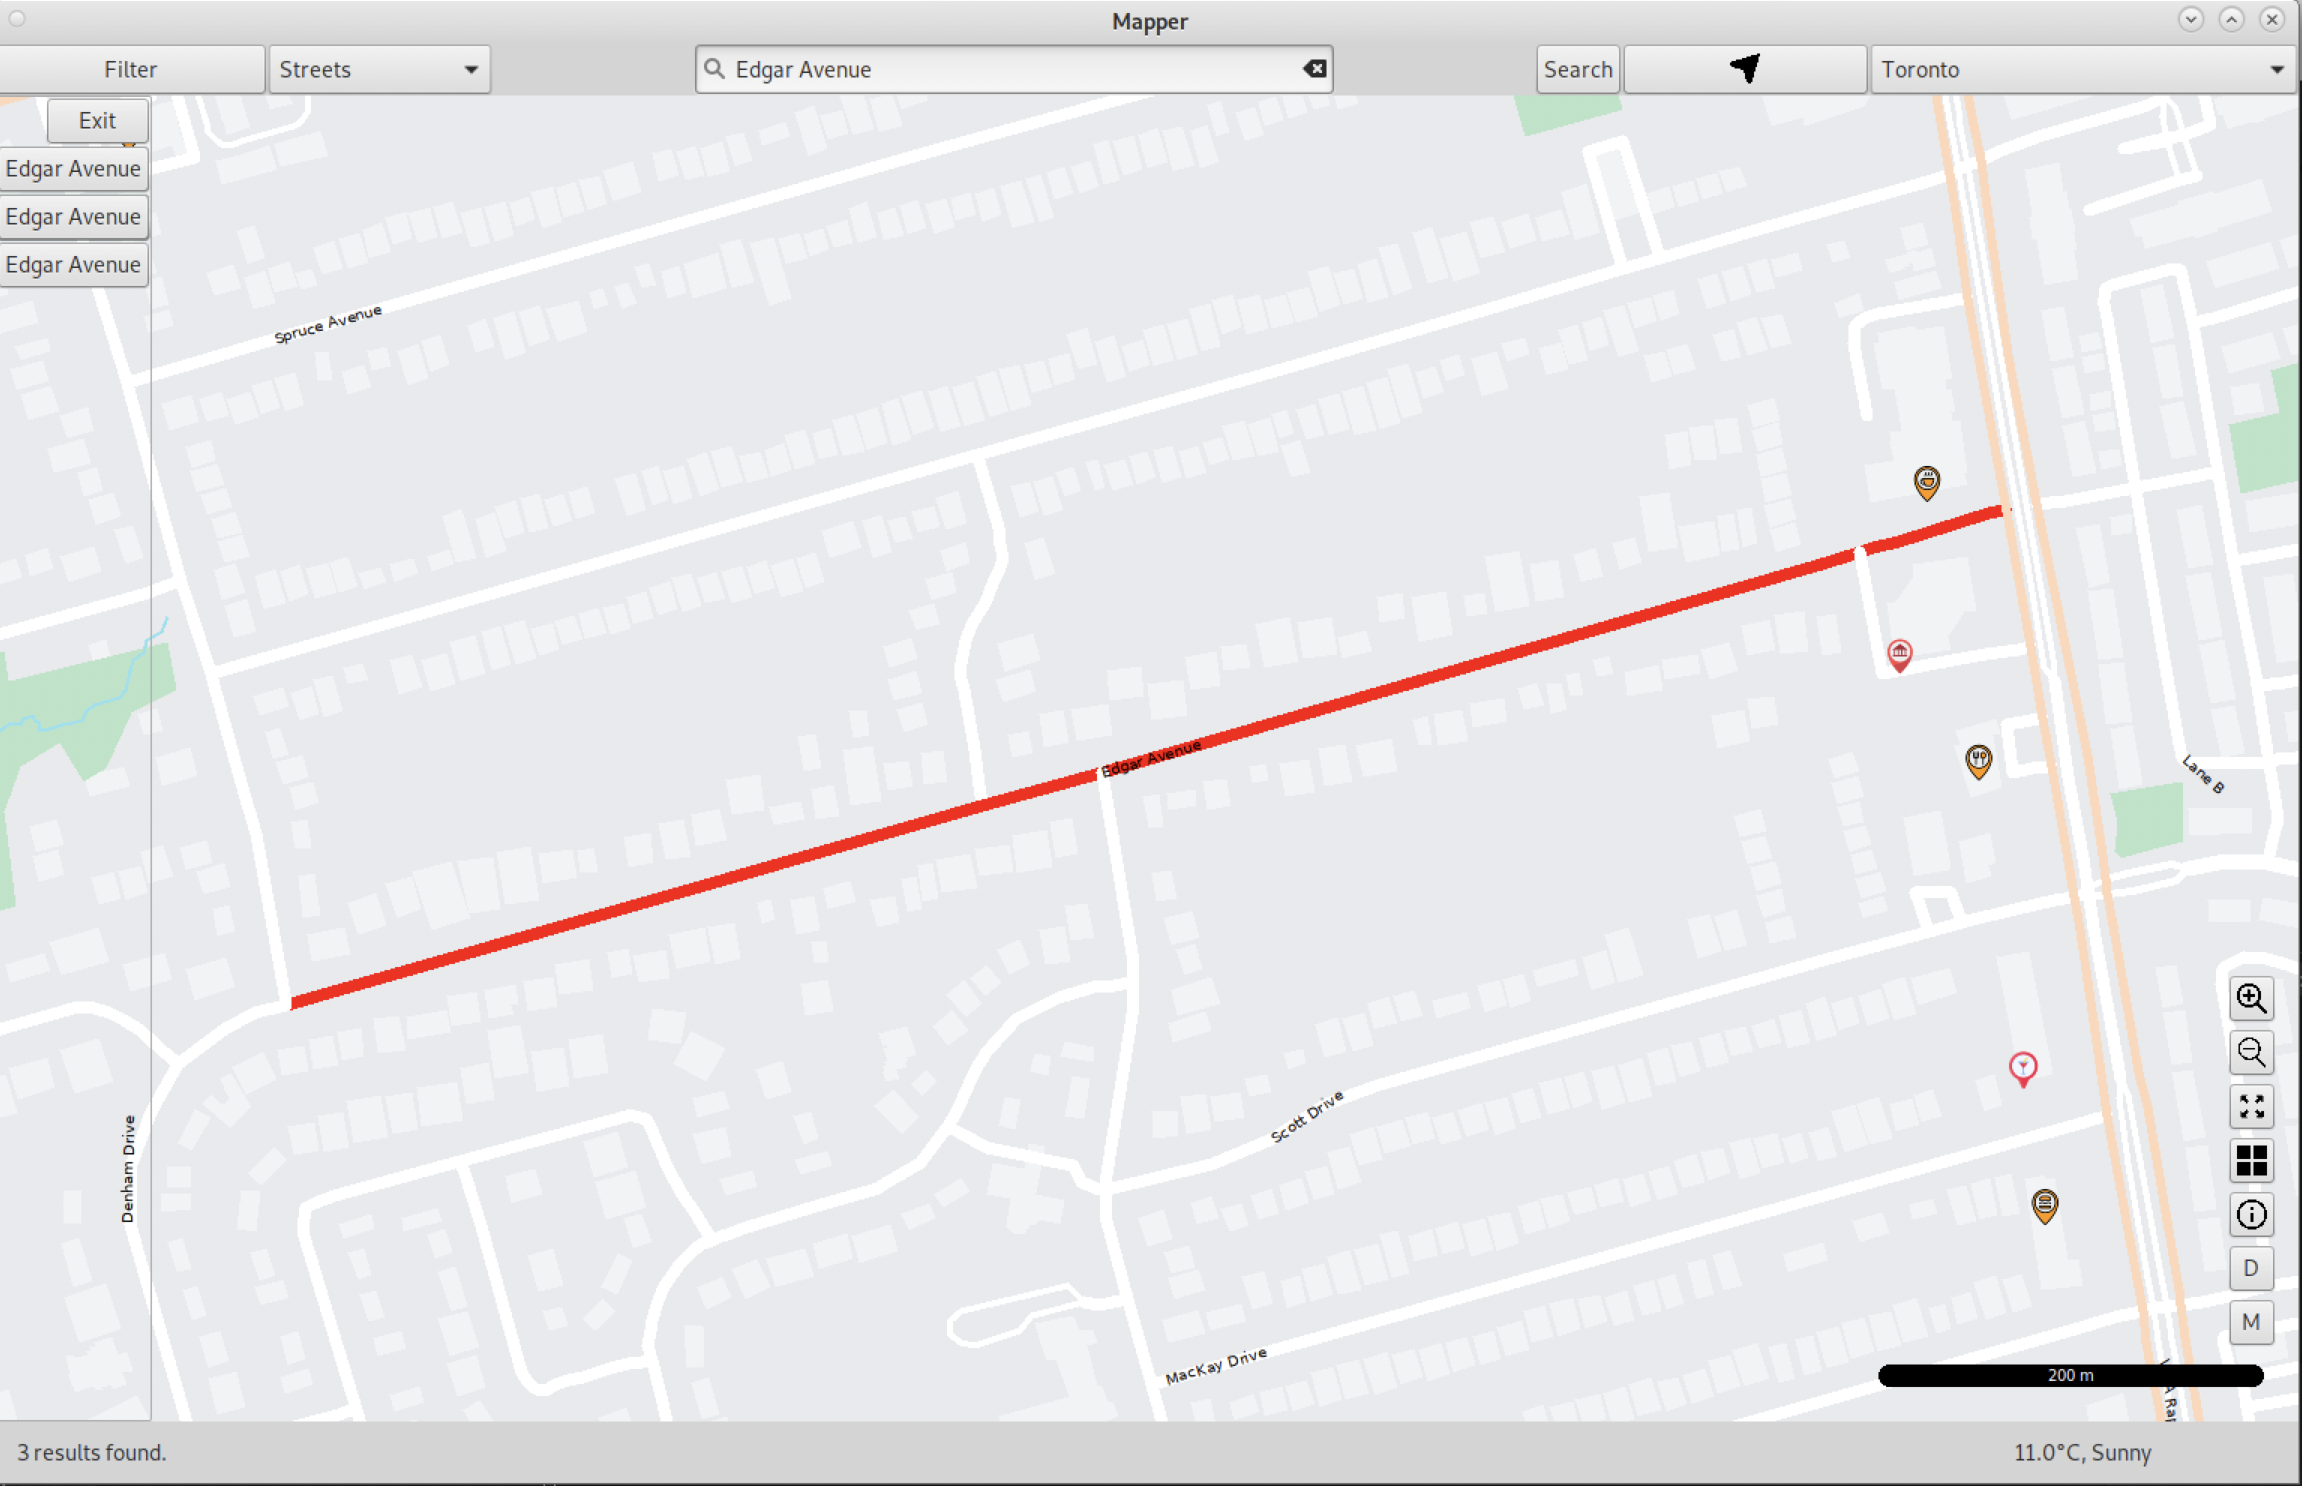 Mapper
Filter
Streets
Edgar Avenue
Search
Toronto
Exit
Edgar Avenue
Edgar Avenue
Edgar Avenue
Spruce Avenue
Edgar Avenue
Lane B
Scott Drive
Denham Drive
MacKay Drive
D
M
200 m
3 results found.
11.0°C, Sunny